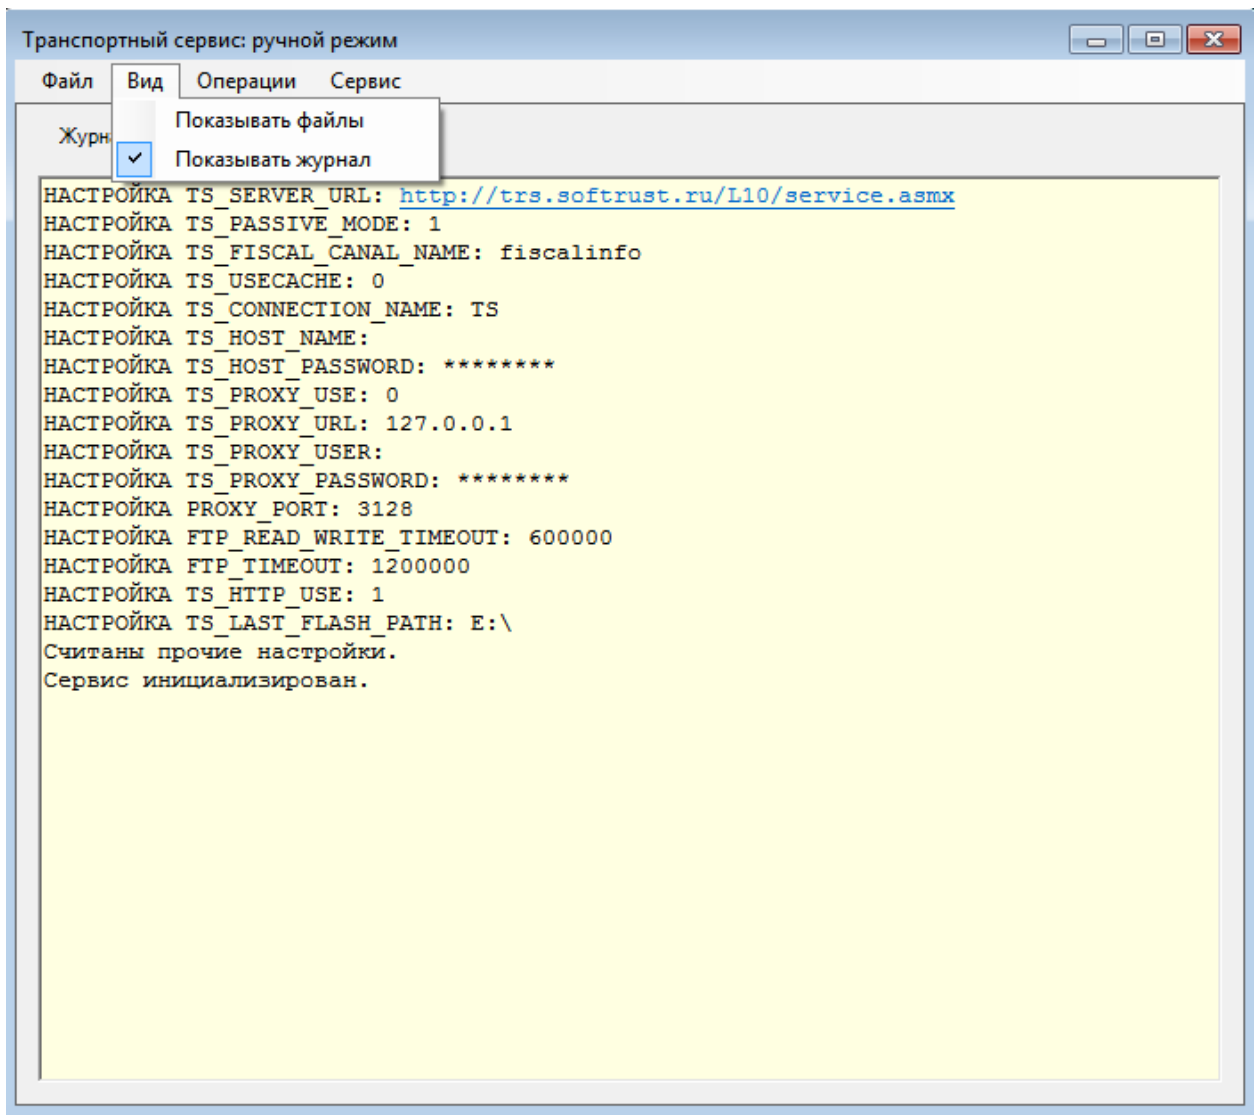 Транспортный сервис: ручной режим
Файл Вид Операции Сервис
Показывать файлы
Журн
Показывать журнал
НАСТРОЙКА TS_SERVER_URL: http://trs.softrust.ru/L10/service.asmx
НАСТРОЙКА TS_PASSIVE_MODE: 1
НАСТРОЙКА TS_FISCAL_CANAL_NAME: fiscalinfo
НАСТРОЙКА TS_USECACHE: 0
НАСТРОЙКА TS_CONNECTION_NAME: TS
НАСТРОЙКА TS_HOST_NAME:
НАСТРОЙКА TS_HOST_PASSWORD: ********
НАСТРОЙКА TS_PROXY_USE: 0
НАСТРОЙКА TS_PROXY_URL: 127.0.0.1
НАСТРОЙКА TS_PROXY_USER:
НАСТРОЙКА TS_PROXY_PASSWORD: ********
НАСТРОЙКА PROXY_PORT: 3128
НАСТРОЙКА FTP_READ_WRITE_TIMEOUT: 600000
НАСТРОЙКА FTP_TIMEOUT: 1200000
НАСТРОЙКА TS_HTTP_USE: 1
НАСТРОЙКА TS_LAST_FLASH_PATH: E:\
Считаны прочие настройки.
Сервис инициализирован.